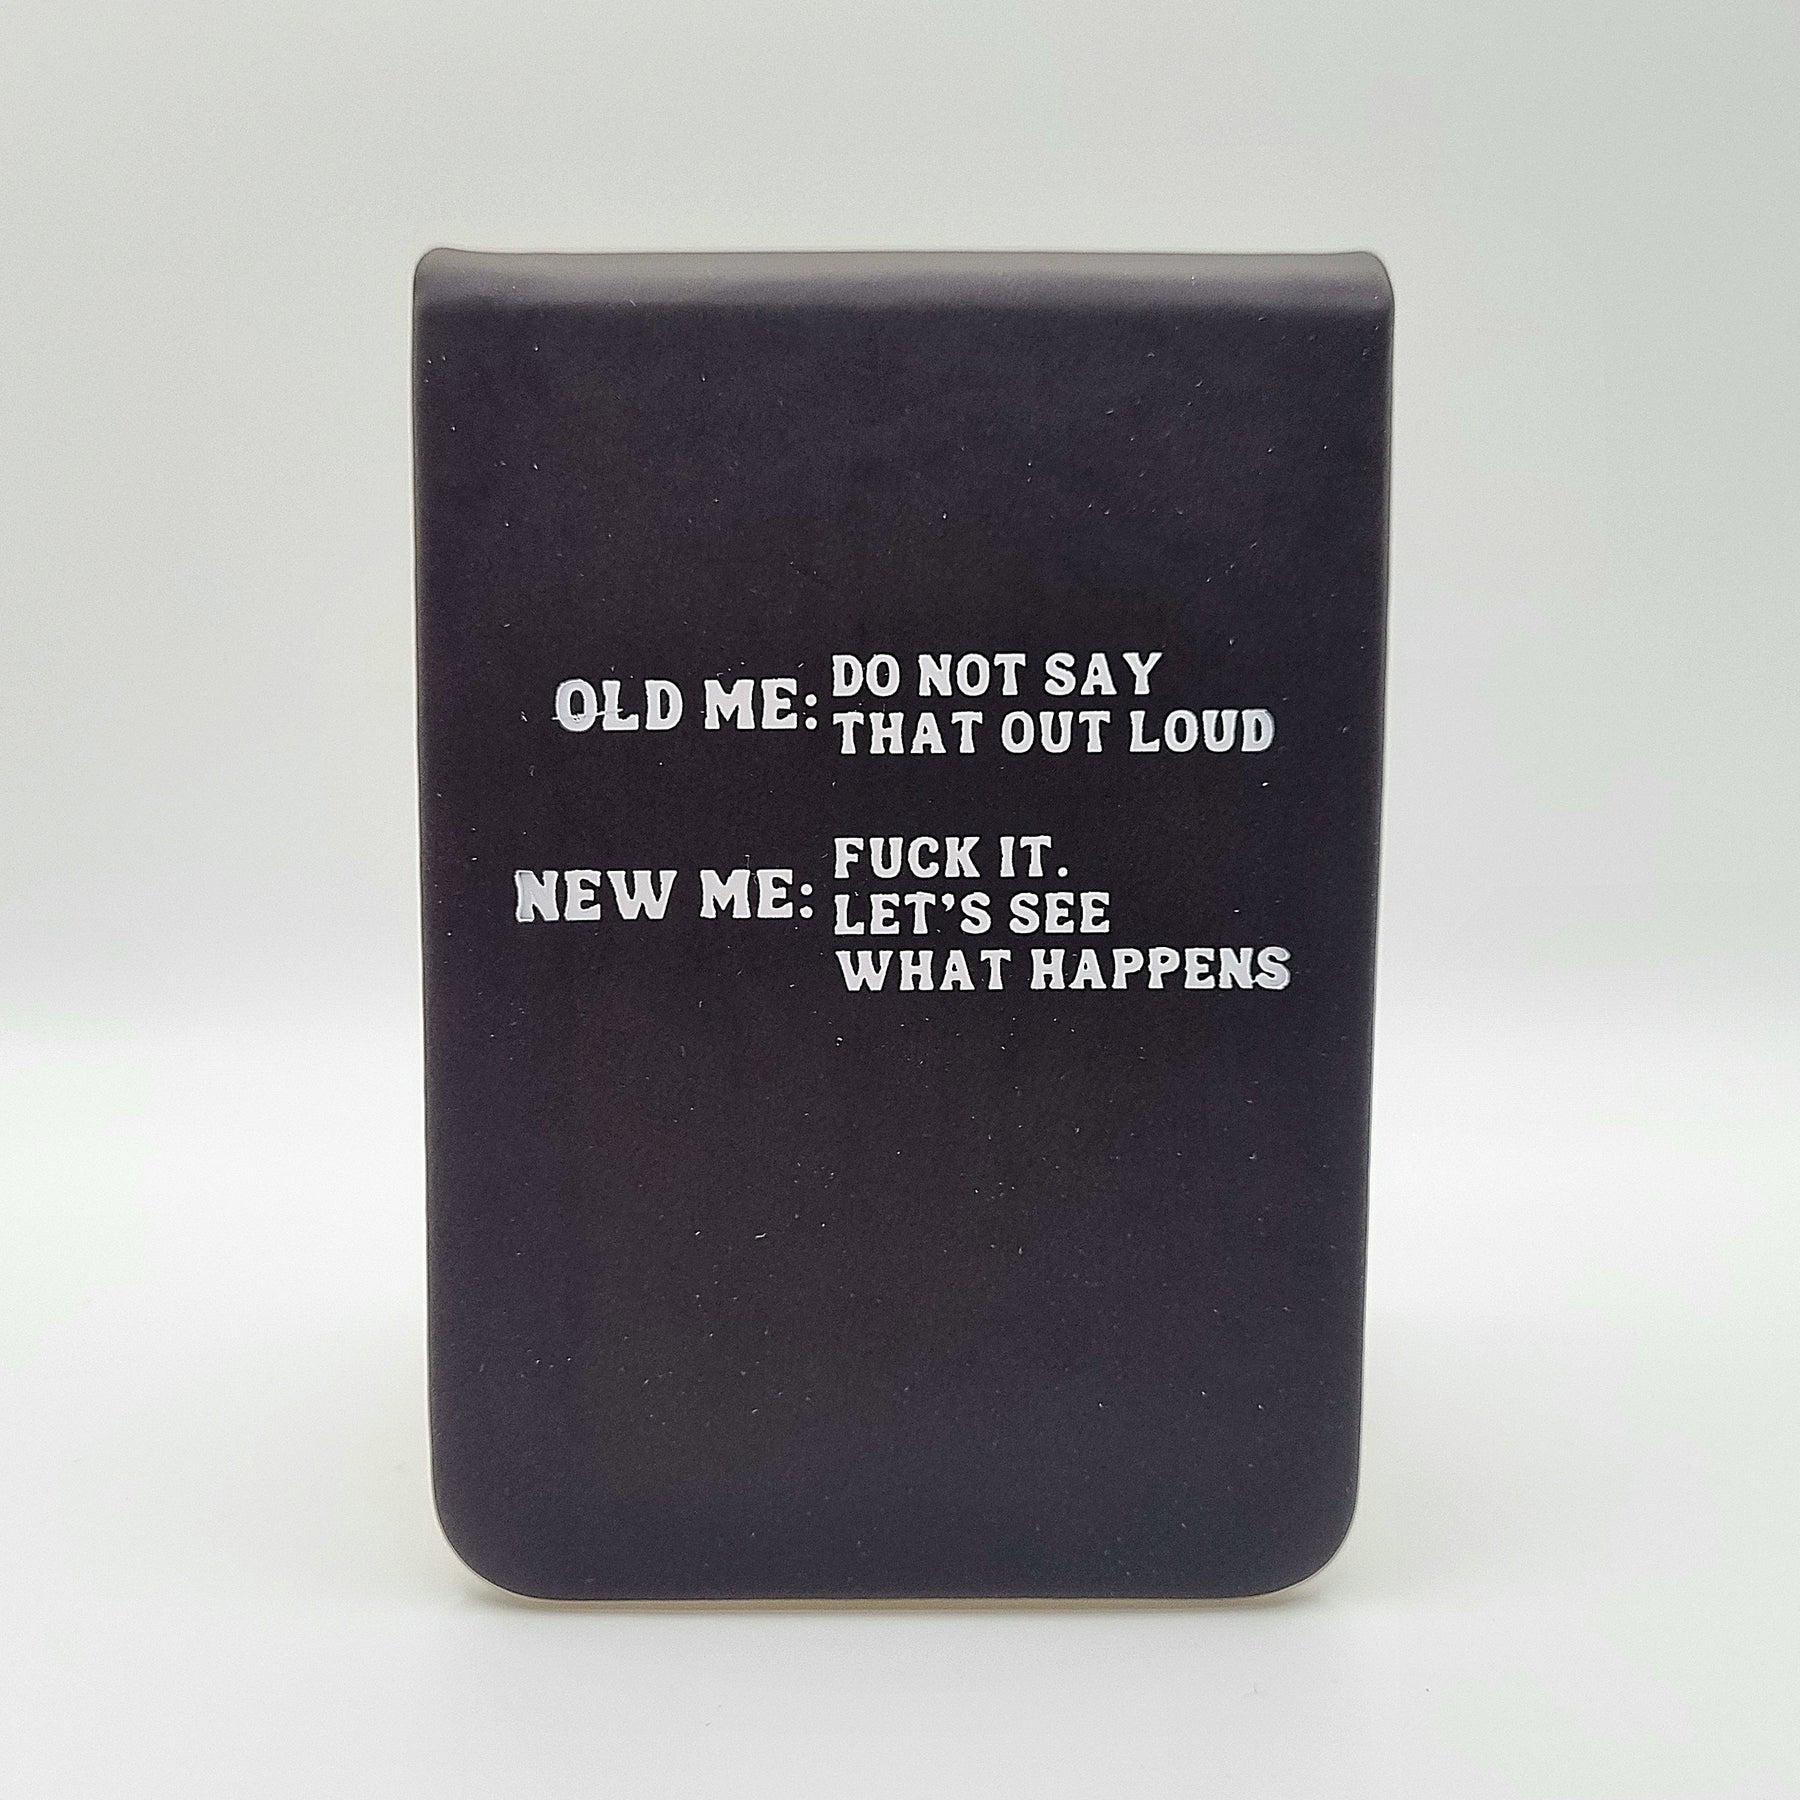 OLD ME: DO NOT SAY
THAT OUT LOUD
NEW ME: FUCK IT.
LET'S SEE
WHAT HAPPENS